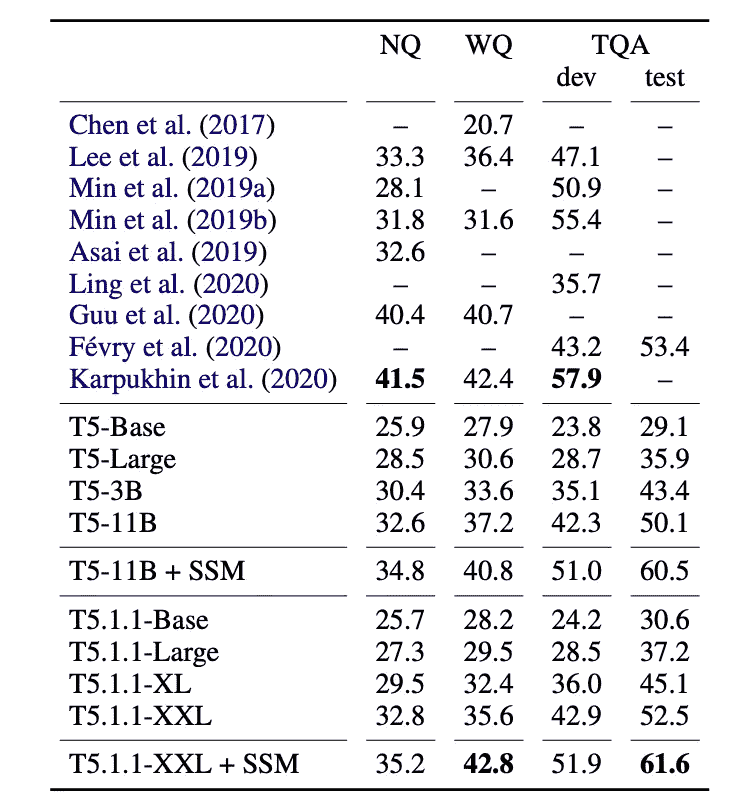 NQ WQ TQA
dev test
Chen et al. (2017) – 20.7 – –
Lee et al. (2019) 33.3 36.4 47.1 –
Min et al. (2019a) 28.1 – 50.9 –
Min et al. (2019b) 31.8 31.6 55.4 –
Asai et al. (2019) 32.6 – – –
Ling et al. (2020) – – 35.7 –
Guu et al. (2020) 40.4 40.7 – –
Févry et al. (2020) – – 43.2 53.4
Karpukhin et al. (2020) 41.5 42.4 57.9 –
T5-Base 25.9 27.9 23.8 29.1
T5-Large 28.5 30.6 28.7 35.9
T5-3B 30.4 33.6 35.1 43.4
T5-11B 32.6 37.2 42.3 50.1
T5-11B + SSM 34.8 40.8 51.0 60.5
T5.1.1-Base 25.7 28.2 24.2 30.6
T5.1.1-Large 27.3 29.5 28.5 37.2
T5.1.1-XL 29.5 32.4 36.0 45.1
T5.1.1-XXL 32.8 35.6 42.9 52.5
T5.1.1-XXL + SSM 35.2 42.8 51.9 61.6